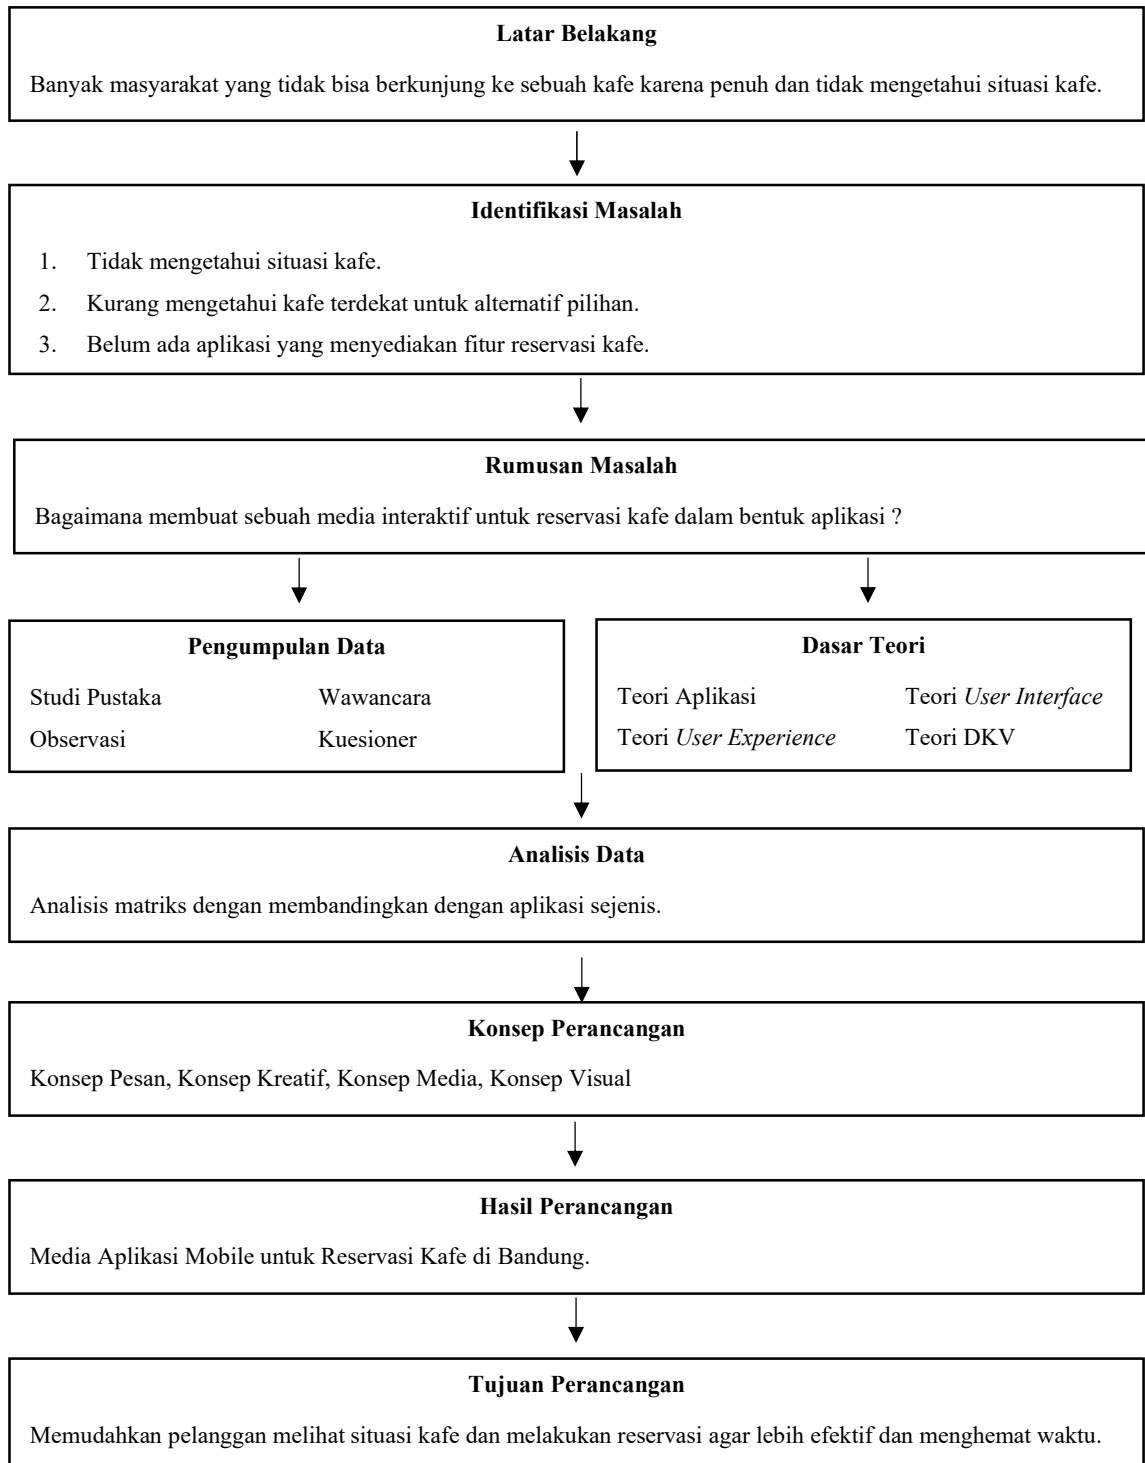 Latar Belakang
Banyak masyarakat yang tidak bisa berkunjung ke sebuah kafe karena penuh dan tidak mengetahui situasi kafe.
Identifikasi Masalah
1. Tidak mengetahui situasi kafe.
2. Kurang mengetahui kafe terdekat untuk alternatif pilihan.
3. Belum ada aplikasi yang menyediakan fitur reservasi kafe.
Rumusan Masalah
Bagaimana membuat sebuah media interaktif untuk reservasi kafe dalam bentuk aplikasi ?
Pengumpulan Data
Studi Pustaka Wawancara
Observasi Kuesioner
Dasar Teori
Teori Aplikasi Teori User Interface
Teori User Experience Teori DKV
Analisis Data
Analisis matriks dengan membandingkan dengan aplikasi sejenis.
Konsep Perancangan
Konsep Pesan, Konsep Kreatif, Konsep Media, Konsep Visual
Hasil Perancangan
Media Aplikasi Mobile untuk Reservasi Kafe di Bandung.
Tujuan Perancangan
Memudahkan pelanggan melihat situasi kafe dan melakukan reservasi agar lebih efektif dan menghemat waktu.